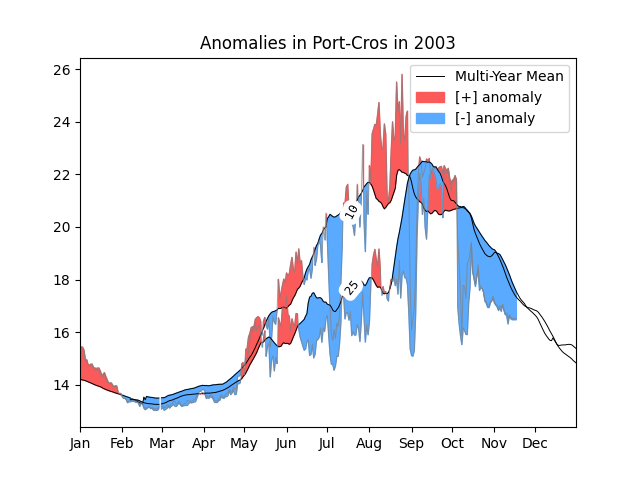 Anomalies in Port-Cros in 2003
Multi-Year Mean
[+] anomaly
[-] anomaly
26
24
22
20
18
16
14
10
25
Jan Feb Mar Apr May Jun Jul Aug Sep Oct Nov Dec